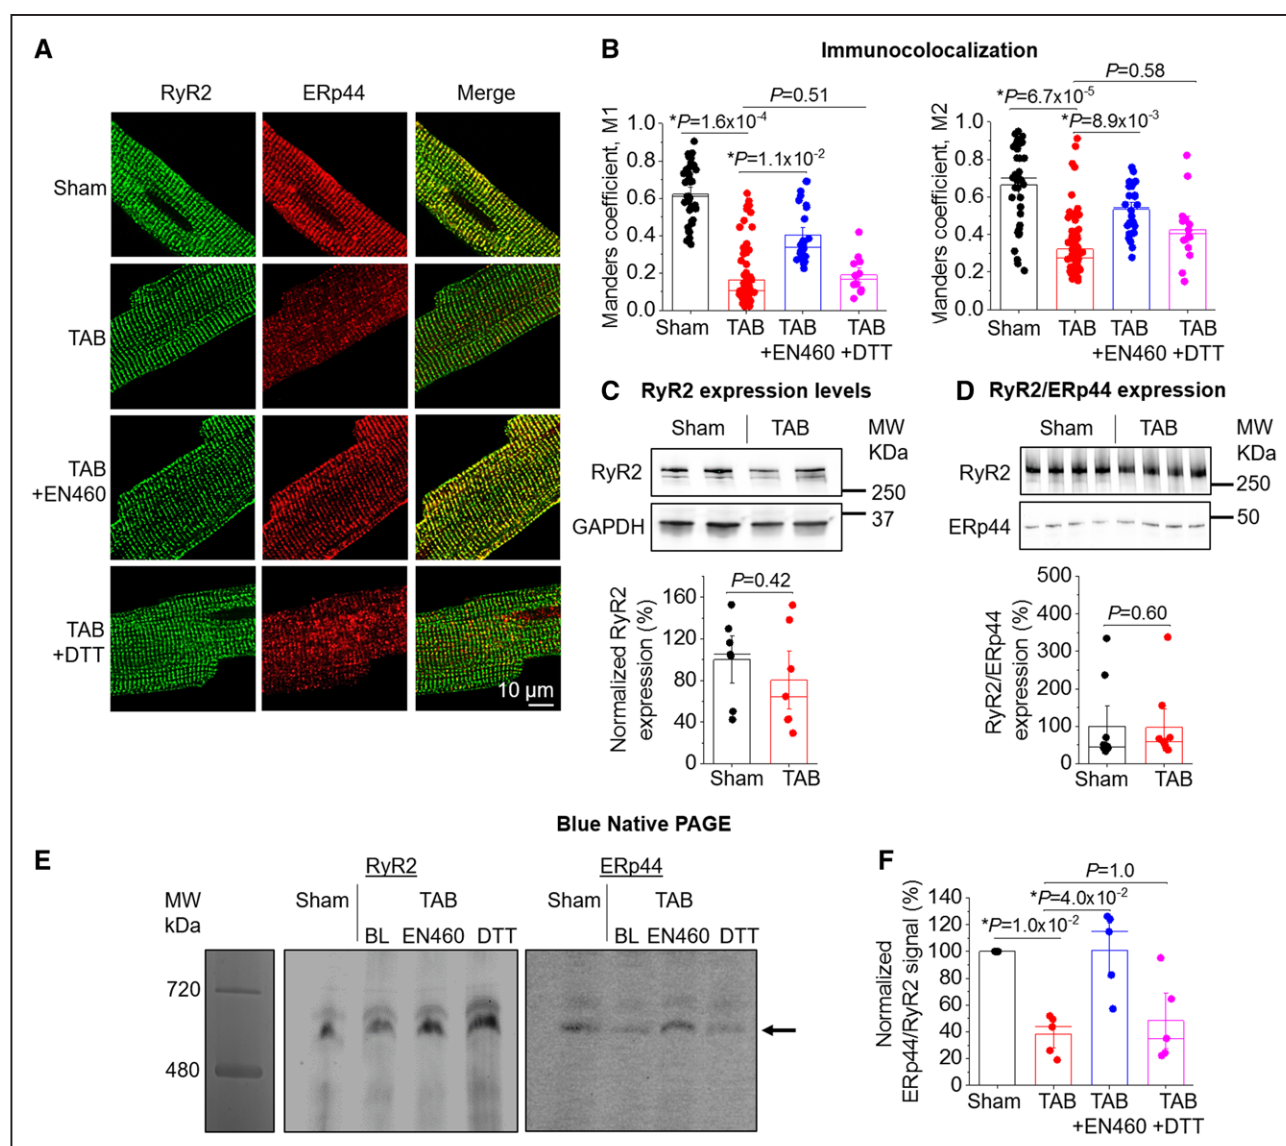 A
RyR2 ERp44 Merge
Sham
TAB
TAB
+EN460
TAB
+DTT
10 µm
B
Immunocolocalization
Manders coefficient, M1
1.0
0.8
0.6
0.4
0.2
0.0
P=0.51
*P=1.6x10⁻⁴
*P=1.1x10⁻²
Sham TAB TAB TAB
+EN460 +DTT
Manders coefficient, M2
1.0
0.8
0.6
0.4
0.2
0.0
P=0.58
*P=6.7x10⁻⁵
*P=8.9x10⁻³
Sham TAB TAB TAB
+EN460 +DTT
C RyR2 expression levels
Sham TAB MW
KDa
RyR2
250
GAPDH
37
Normalized RyR2
expression (%)
160
120
80
40
0
P=0.42
Sham TAB
D RyR2/ERp44 expression
Sham TAB MW
KDa
RyR2
250
ERp44
50
RyR2/ERp44
expression (%)
500
400
300
200
100
0
P=0.60
Sham TAB
Blue Native PAGE
E
MW
kDa
720
480
RyR2
Sham TAB
BL EN460 DTT
ERp44
Sham TAB
BL EN460 DTT
F
Normalized
ERp44/RyR2 signal (%)
140
120
100
80
60
40
20
0
P=1.0
*P=4.0x10⁻²
*P=1.0x10⁻²
Sham TAB TAB TAB
+EN460 +DTT